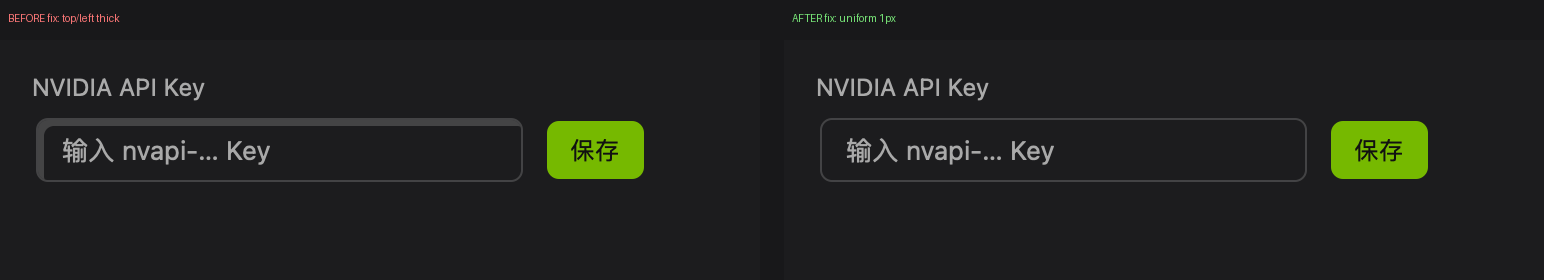 BEFORE fix: top/left thick
NVIDIA API Key
输入 nvapi-... Key
保存
AFTER fix: uniform 1px
NVIDIA API Key
输入 nvapi-... Key
保存